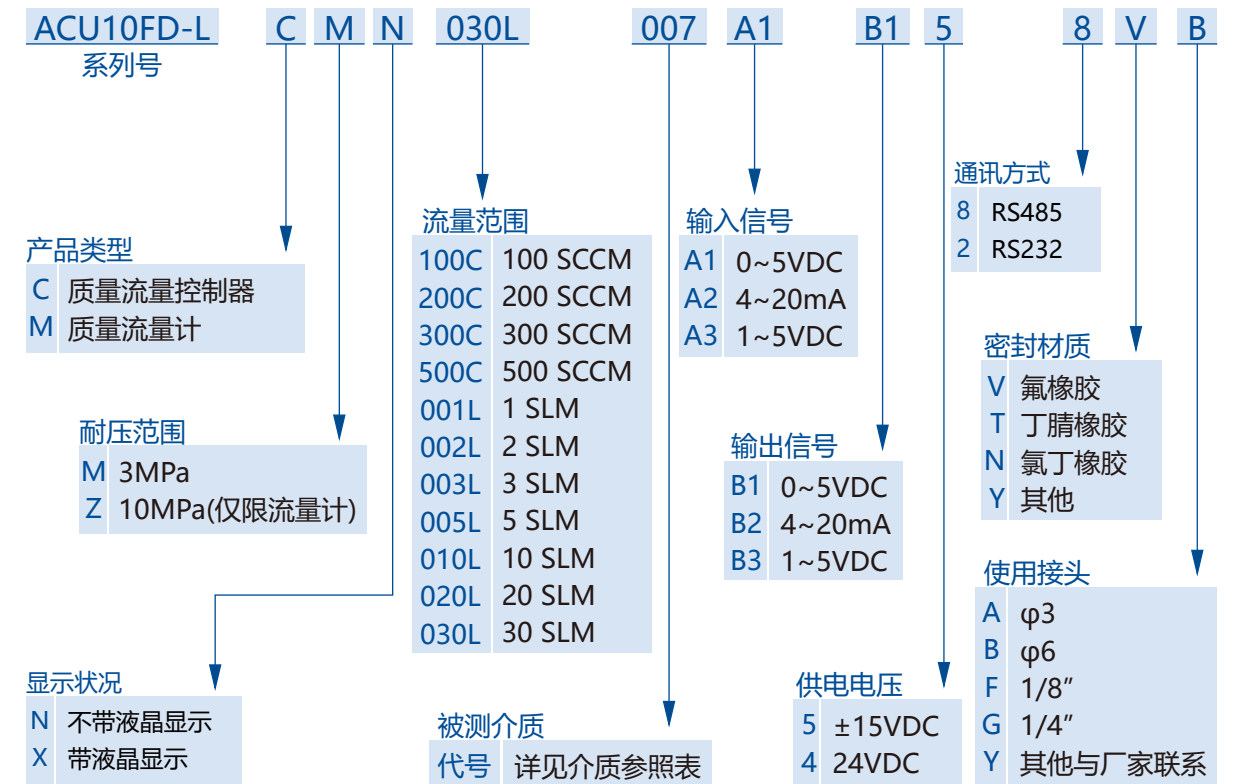 ACU10FD-L C M N 030L 007 A1 B1 5 8 V B
系列号
产品类型
C 质量流量控制器
M 质量流量计
耐压范围
M 3MPa
Z 10MPa(仅限流量计)
显示状况
N 不带液晶显示
X 带液晶显示
流量范围
100C 100 SCCM
200C 200 SCCM
300C 300 SCCM
500C 500 SCCM
001L 1 SLM
002L 2 SLM
003L 3 SLM
005L 5 SLM
010L 10 SLM
020L 20 SLM
030L 30 SLM
被测介质
代号 详见介质参照表
输入信号
A1 0~5VDC
A2 4~20mA
A3 1~5VDC
输出信号
B1 0~5VDC
B2 4~20mA
B3 1~5VDC
供电电压
5 ±15VDC
4 24VDC
通讯方式
8 RS485
2 RS232
密封材质
V 氟橡胶
T 丁腈橡胶
N 氯丁橡胶
Y 其他
使用接头
A φ3
B φ6
F 1/8″
G 1/4″
Y 其他与厂家联系